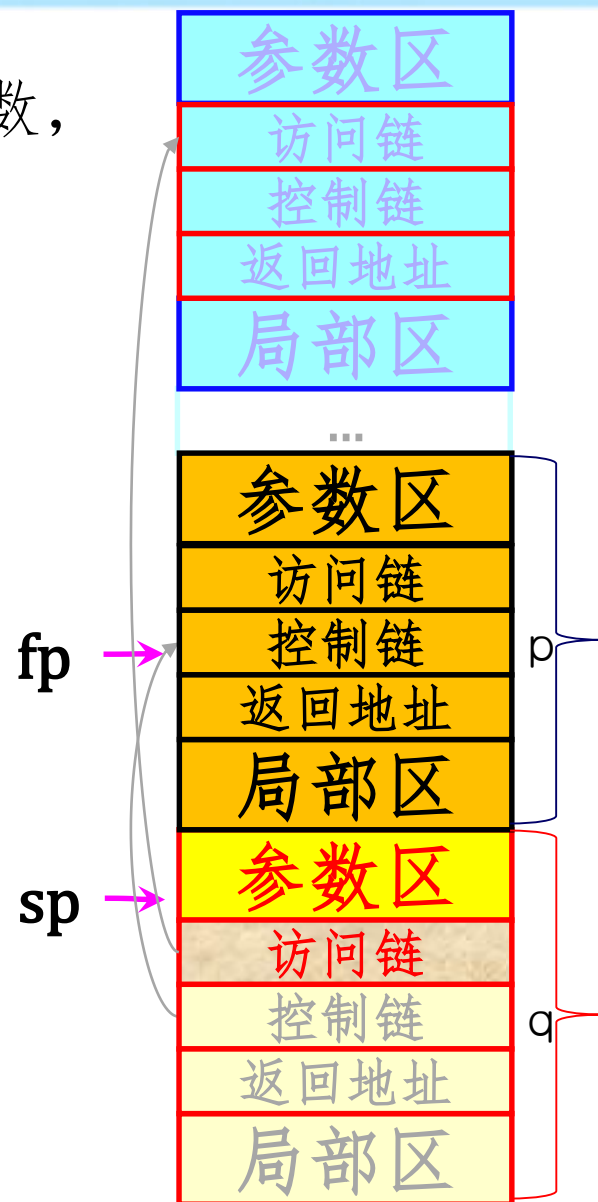 参数区
数，
访问链
控制链
返回地址
局部区
...
参数区
访问链
fp
控制链
p
返回地址
局部区
参数区
sp
访问链
控制链
q
返回地址
局部区